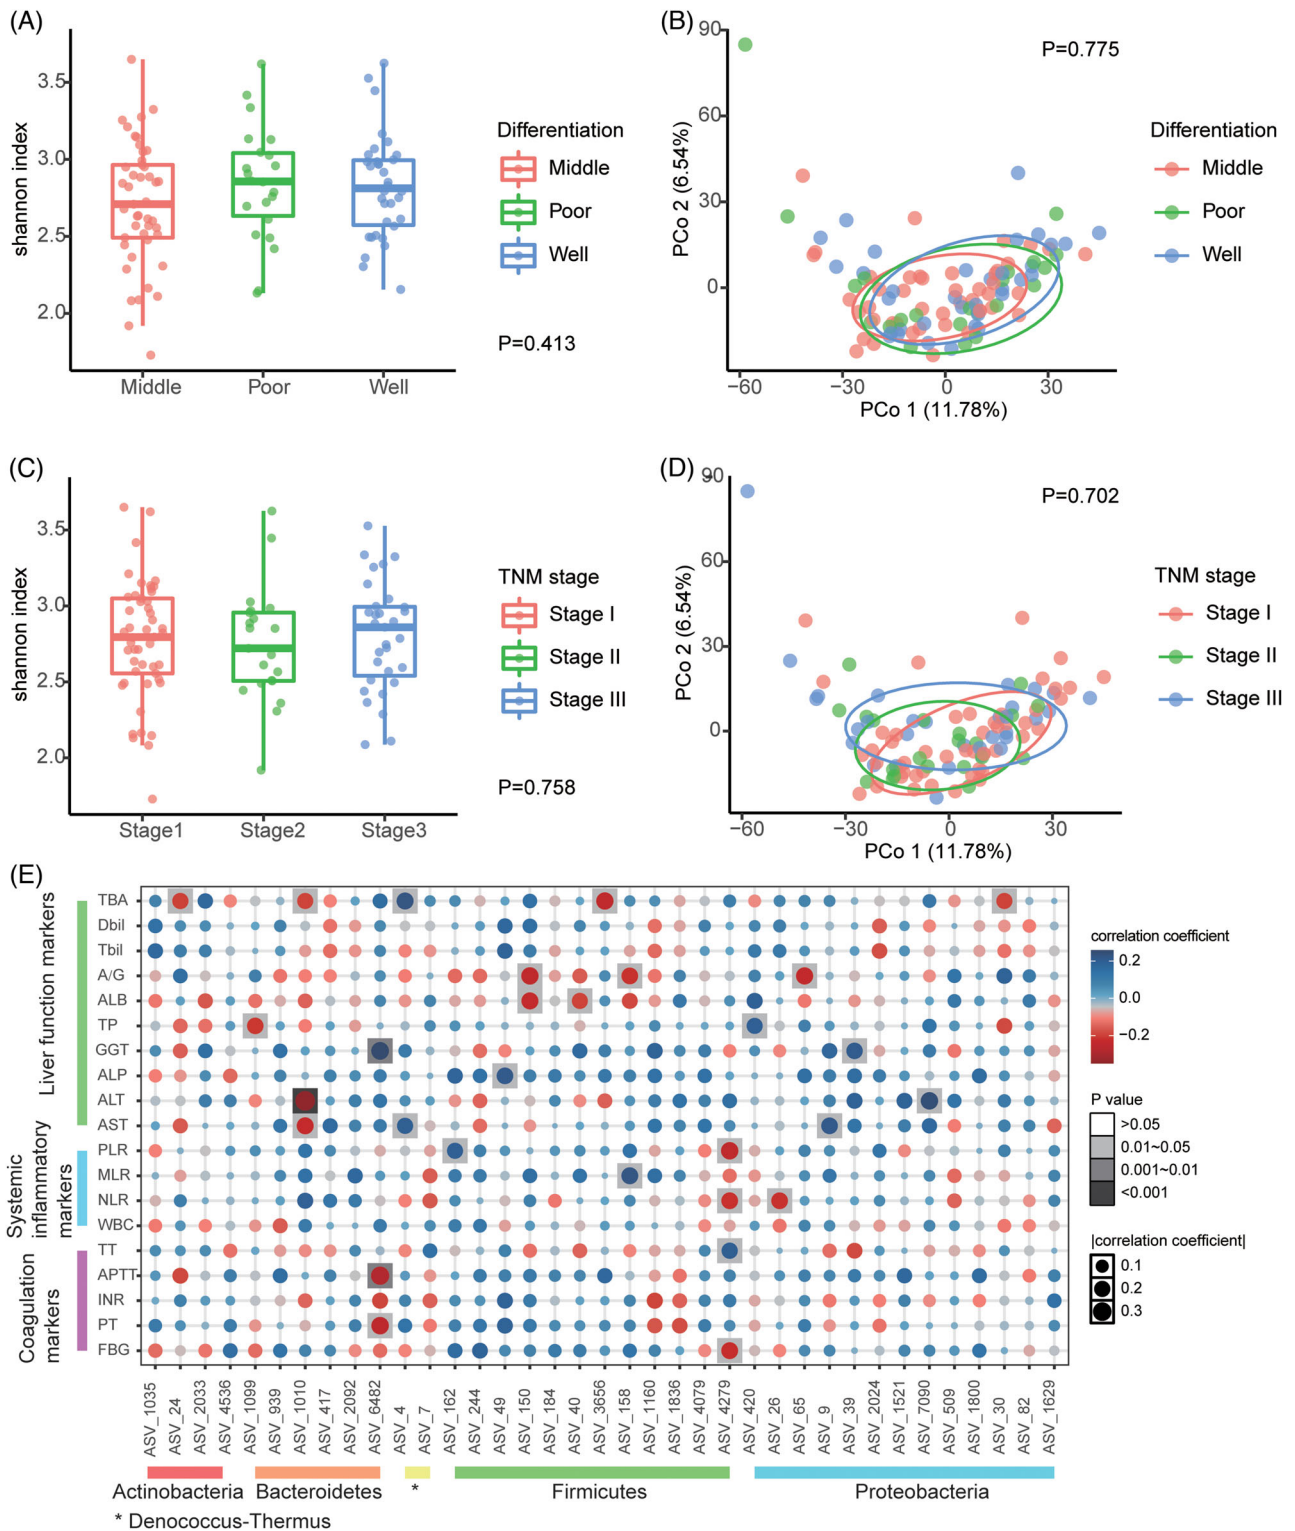 (A)
shannon index
3.5
3.0
2.5
2.0
Middle
Poor
Well
Differentiation
Middle
Poor
Well
P=0.413
(B)
PCo 2 (6.54%)
90
60
30
0
−60
−30
0
30
PCo 1 (11.78%)
P=0.775
Differentiation
Middle
Poor
Well
(C)
shannon index
3.5
3.0
2.5
2.0
Stage1
Stage2
Stage3
TNM stage
Stage I
Stage II
Stage III
P=0.758
(D)
PCo 2 (6.54%)
90
60
30
0
−60
−30
0
30
PCo 1 (11.78%)
P=0.702
TNM stage
Stage I
Stage II
Stage III
(E)
Liver function markers
Systemic
inflammatory
markers
Coagulation
markers
TBA
Dbil
Tbil
A/G
ALB
TP
GGT
ALP
ALT
AST
PLR
MLR
NLR
WBC
TT
APTT
INR
PT
FBG
ASV_1035
ASV_24
ASV_2033
ASV_4536
ASV_1099
ASV_939
ASV_1010
ASV_417
ASV_2092
ASV_6482
ASV_4
ASV_7
ASV_162
ASV_244
ASV_49
ASV_150
ASV_184
ASV_40
ASV_3656
ASV_158
ASV_1160
ASV_1836
ASV_4079
ASV_4279
ASV_420
ASV_26
ASV_65
ASV_9
ASV_39
ASV_2024
ASV_1521
ASV_7090
ASV_509
ASV_1800
ASV_30
ASV_82
ASV_1629
Actinobacteria
Bacteroidetes
*
Firmicutes
Proteobacteria
* Denococcus-Thermus
correlation coefficient
0.2
0.0
−0.2
P value
>0.05
0.01~0.05
0.001~0.01
<0.001
|correlation coefficient|
0.1
0.2
0.3